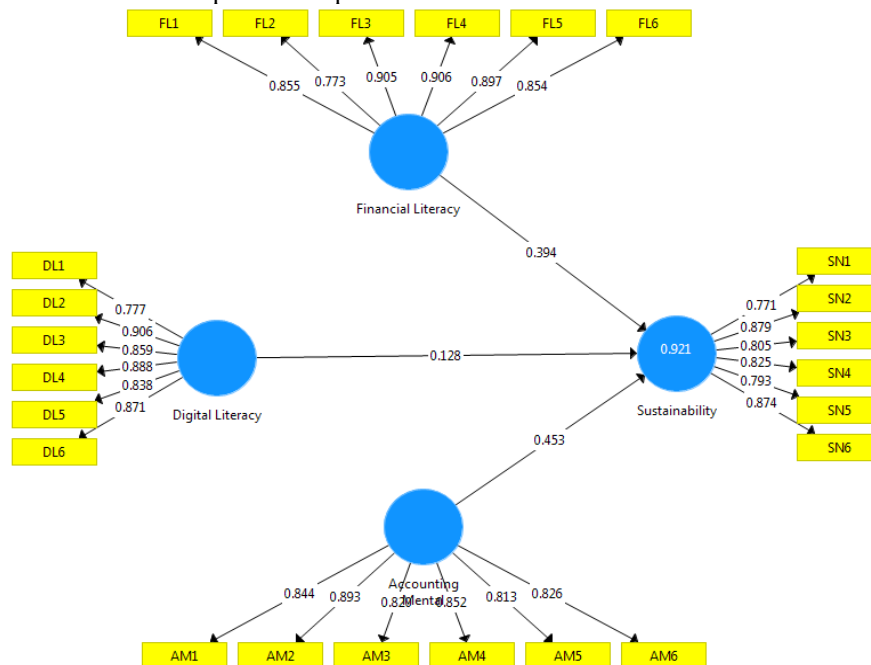 FL1 FL2 FL3 FL4 FL5 FL6
0.855 0.773 0.905 0.906 0.897 0.854
Financial Literacy
0.394
DL1
DL2
DL3
DL4
DL5
DL6
0.777
0.906
0.859
0.888
0.838
0.871
Digital Literacy
0.128
0.921
Sustainability
SN1
SN2
SN3
SN4
SN5
SN6
0.771
0.879
0.805
0.825
0.793
0.874
0.453
Accounting
Mental
0.844 0.893 0.852 0.813 0.826
AM1 AM2 AM3 AM4 AM5 AM6